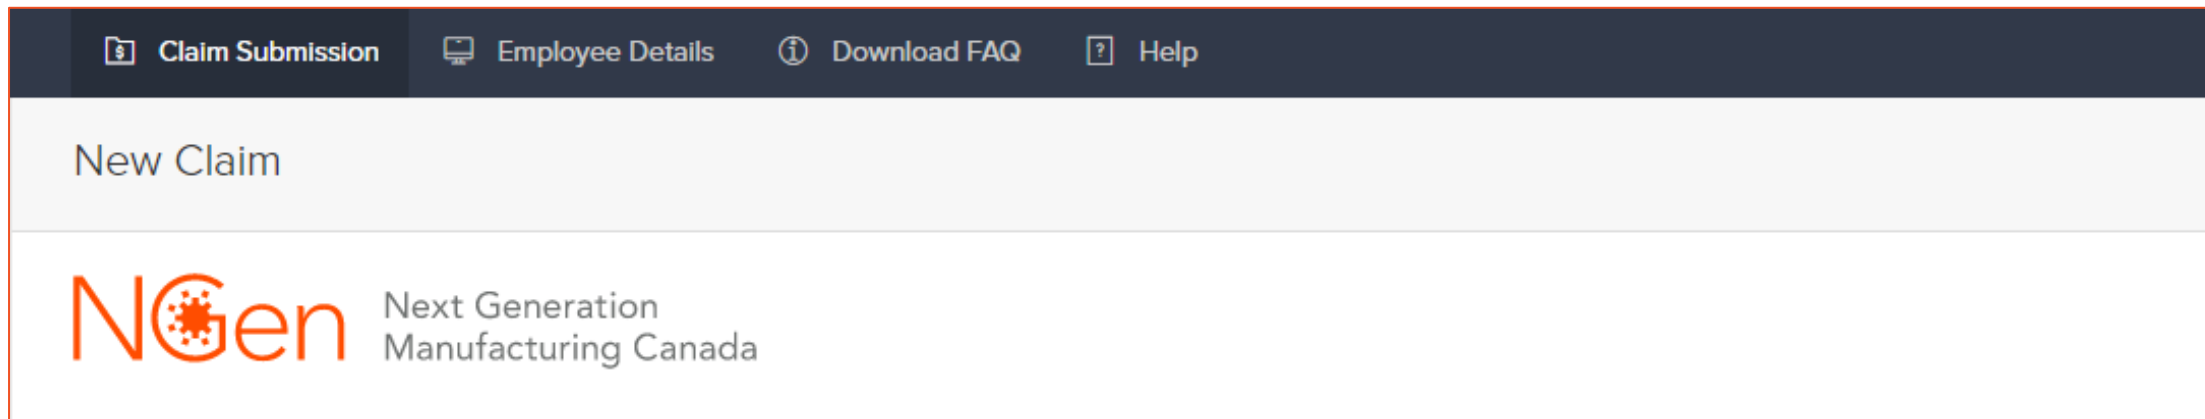 Claim Submission Employee Details Download FAQ Help
New Claim
NGen
Next Generation
Manufacturing Canada